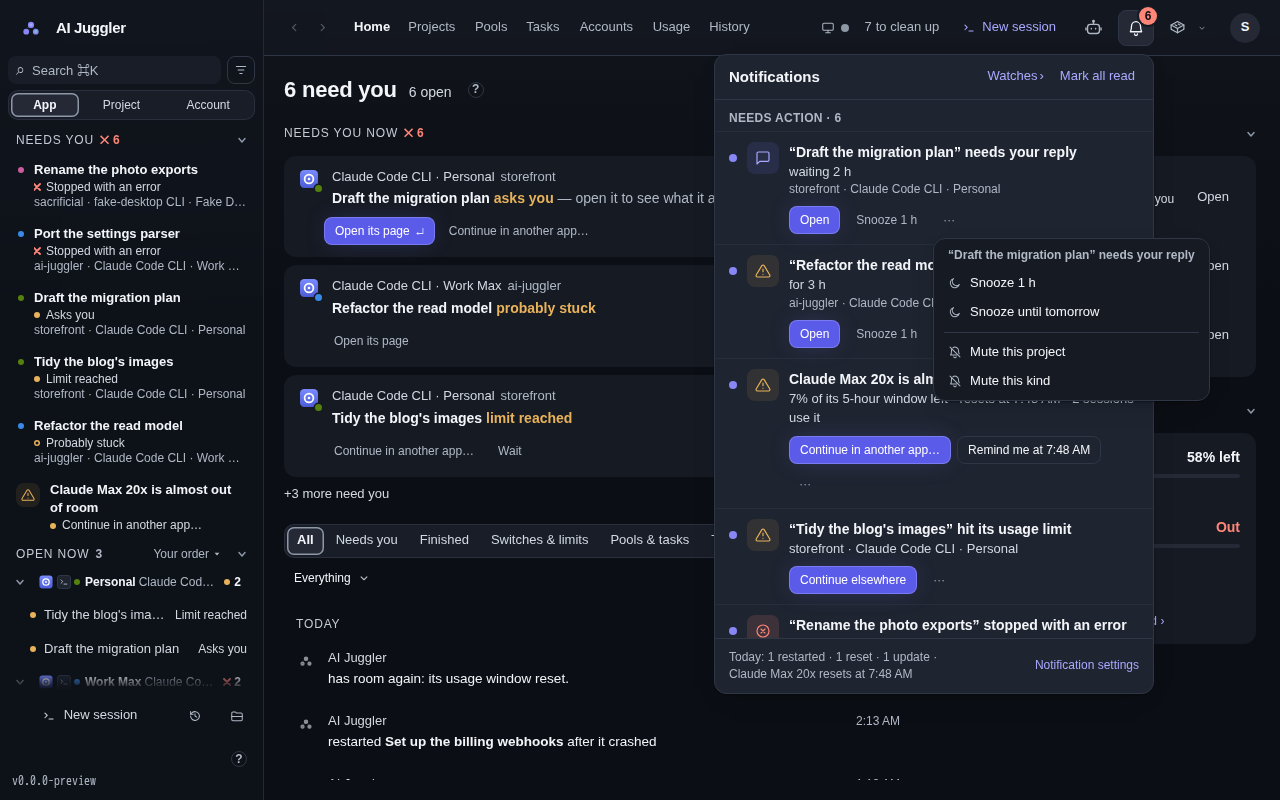 AI Juggler
Search ⌘K
App
Project
Account
NEEDS YOU 6
Rename the photo exports
Stopped with an error
sacrificial · fake-desktop CLI · Fake D…
Port the settings parser
Stopped with an error
ai-juggler · Claude Code CLI · Work …
Draft the migration plan
Asks you
storefront · Claude Code CLI · Personal
Tidy the blog's images
Limit reached
storefront · Claude Code CLI · Personal
Refactor the read model
Probably stuck
ai-juggler · Claude Code CLI · Work …
Claude Max 20x is almost out
of room
Continue in another app…
OPEN NOW 3
Your order
Personal Claude Cod… 2
Tidy the blog's ima… Limit reached
Draft the migration plan Asks you
Work Max Claude Co… 2
New session
?
v0.0.0-preview
Home
Projects
Pools
Tasks
Accounts
Usage
History
7 to clean up
New session
6
S
6 need you 6 open ?
NEEDS YOU NOW 6
Claude Code CLI · Personal storefront
Draft the migration plan asks you — open it to see what it a
Open its page
Continue in another app…
Claude Code CLI · Work Max ai-juggler
Refactor the read model probably stuck
Open its page
Claude Code CLI · Personal storefront
Tidy the blog's images limit reached
Continue in another app…
Wait
+3 more need you
All
Needs you
Finished
Switches & limits
Pools & tasks
Everything
TODAY
AI Juggler
has room again: its usage window reset.
AI Juggler
2:13 AM
restarted Set up the billing webhooks after it crashed
you
Open
58% left
Out
Notifications
Watches ›
Mark all read
NEEDS ACTION · 6
“Draft the migration plan” needs your reply
waiting 2 h
storefront · Claude Code CLI · Personal
Open
Snooze 1 h
…
“Refactor the read mo
for 3 h
ai-juggler · Claude Code C
Open
Snooze 1 h
Claude Max 20x is alm
7% of its 5-hour window left · resets at 7:48 AM · 2 sessions
use it
Continue in another app…
Remind me at 7:48 AM
…
“Tidy the blog's images” hit its usage limit
storefront · Claude Code CLI · Personal
Continue elsewhere
…
“Rename the photo exports” stopped with an error
Today: 1 restarted · 1 reset · 1 update ·
Claude Max 20x resets at 7:48 AM
Notification settings
“Draft the migration plan” needs your reply
Snooze 1 h
Snooze until tomorrow
Mute this project
Mute this kind